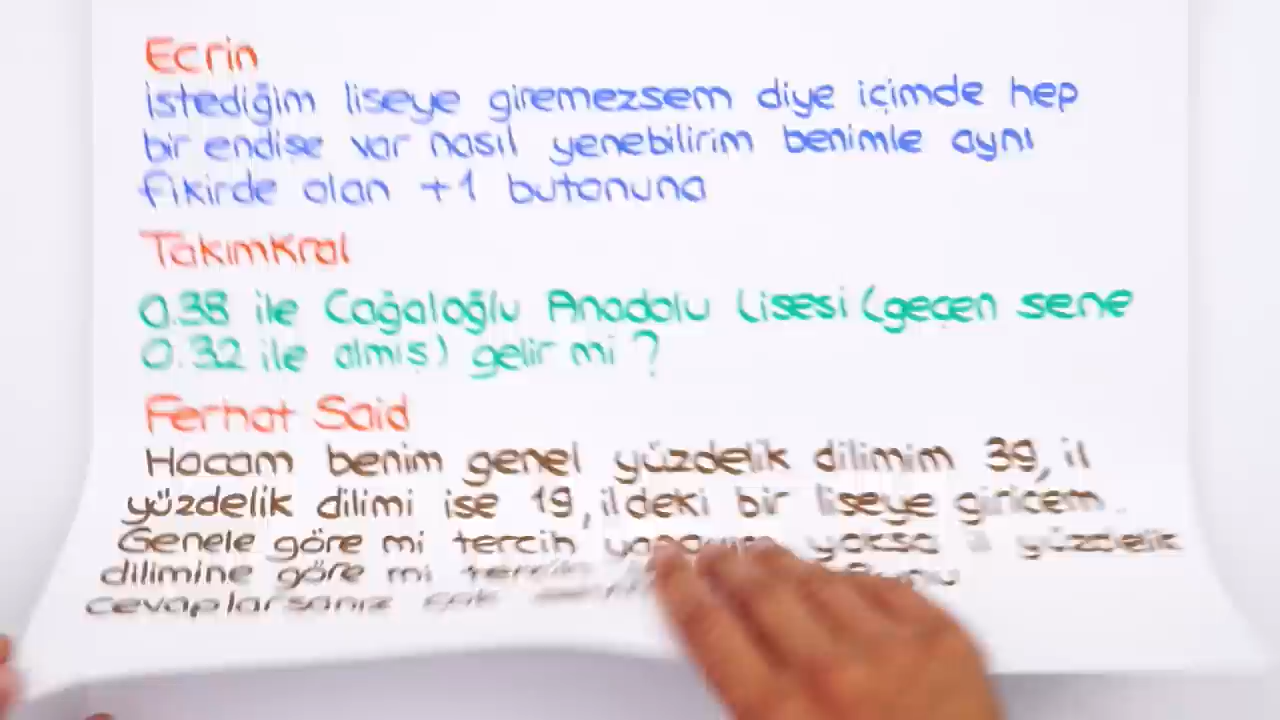 Ecrin
istediğim liseye giremezsem diye içimde hep
bir endişe var nasıl yenebilirim benimle aynı
fikirde olan +1 butonuna
TakımKral
0.38 ile Cağaloğlu Anadolu Lisesi (geçen sene
0.32 ile almış) gelir mi ?
Ferhat Said
Hocam benim genel yüzdelik dilimim 39, il
yüzdelik dilimi ise 19, ildeki bir liseye giricem.
Genele göre mi tercih yoksa il yüzdelik
dilimine göre mi
cevaplarsanız çok